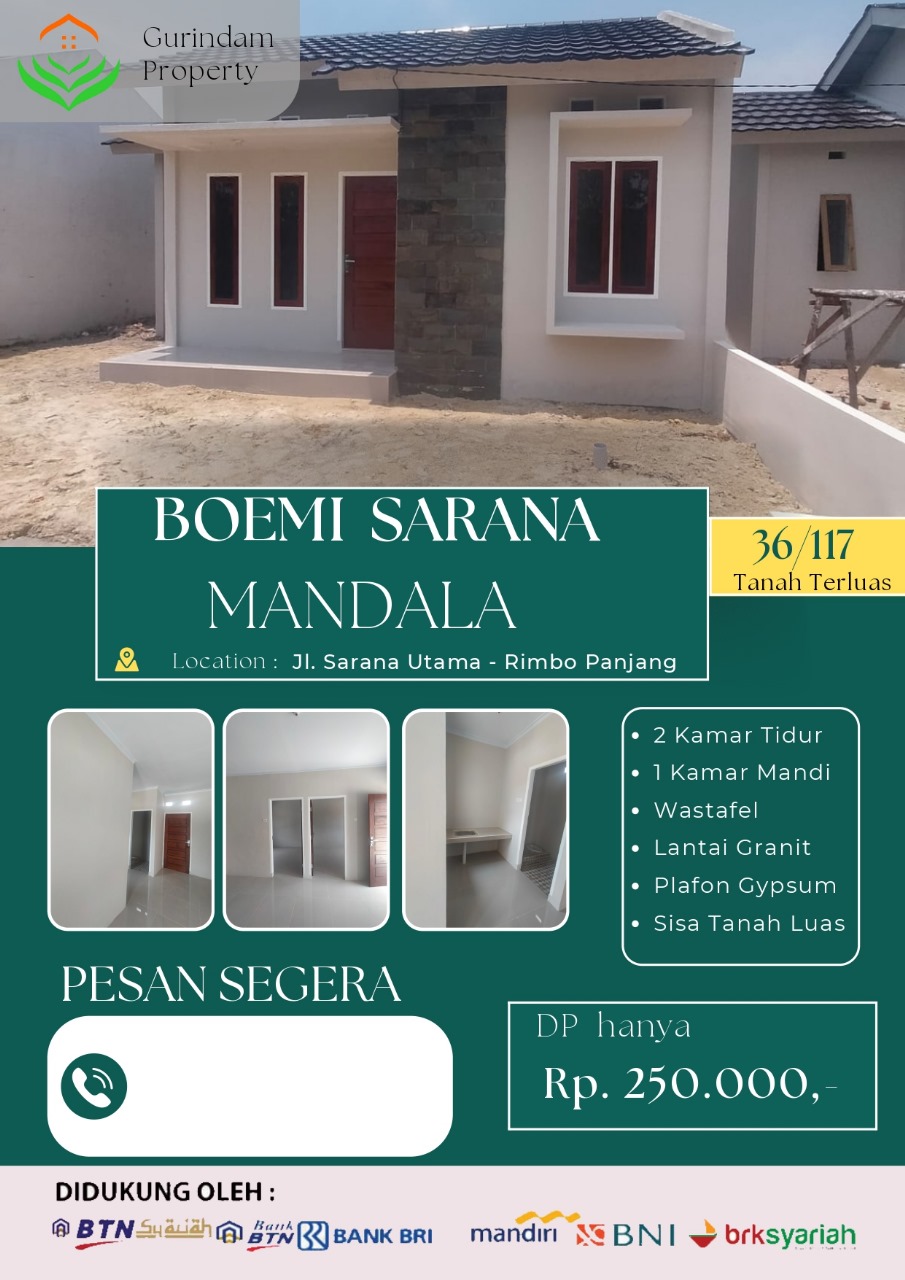 Gurindam
Property
BOEMI SARANA
MANDALA
36/117
Tanah Terluas
Location : Jl. Sarana Utama - Rimbo Panjang
• 2 Kamar Tidur
• 1 Kamar Mandi
• Wastafel
• Lantai Granit
• Plafon Gypsum
• Sisa Tanah Luas
PESAN SEGERA
DP hanya
Rp. 250.000,-
DIDUKUNG OLEH :
BTN Syariah Bank BTN BANK BRI mandiri BNI brksyariah